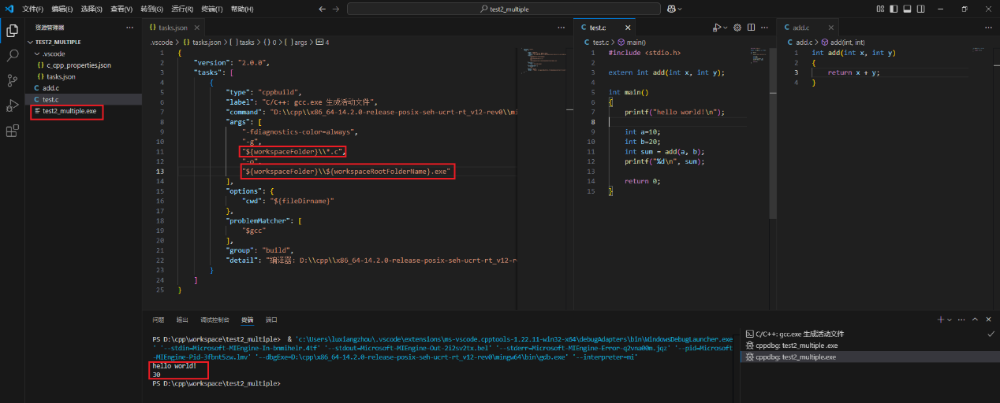 文件(F) 编辑(E) 选择(S) 查看(V) 转到(G) 运行(R) 终端(T) 帮助(H)
test2_multiple
资源管理器
TEST2_MULTIPLE
.vscode
c_cpp_properties.json
tasks.json
add.c
test.c
test2_multiple.exe
tasks.json
.vscode > tasks.json > [ ] tasks > { } 0 > [ ] args > 4
1 {
2 "version": "2.0.0",
3 "tasks": [
4 {
5 "type": "cppbuild",
6 "label": "C/C++: gcc.exe 生成活动文件",
7 "command": "D:\\cpp\\x86_64-14.2.0-release-posix-seh-ucrt-rt_v12-rev0\\mi
8 "args": [
9 "-fdiagnostics-color=always",
10 "-g",
11 "${workspaceFolder}\\*.c",
12 "-o",
13 "${workspaceFolder}\\${workspaceRootFolderName}.exe"
14 ],
15 "options": {
16 "cwd": "${fileDirname}"
17 },
18 "problemMatcher": [
19 "$gcc"
20 ],
21 "group": "build",
22 "detail": "编译器: D:\\cpp\\x86_64-14.2.0-release-posix-seh-ucrt-rt_v12-re
23 }
24 ]
25 }
test.c
test.c > main()
1 #include <stdio.h>
2
3 extern int add(int x, int y);
4
5 int main()
6 {
7 printf("hello world!\n");
8
9 int a=10;
10 int b=20;
11 int sum = add(a, b);
12 printf("%d\n", sum);
13
14 return 0;
15 }
add.c
add.c > add(int, int)
1 int add(int x, int y)
2 {
3 return x + y;
4 }
问题 输出 调试控制台 终端 端口
PS D:\cpp\workspace\test2_multiple> & 'c:\Users\luxiangzhou\.vscode\extensions\ms-vscode.cpptools-1.22.11-win32-x64\debugAdapters\bin\WindowsDebugLauncher.exe
' '--stdin=Microsoft-MIEngine-In-bnmihelr.4tf' '--stdout=Microsoft-MIEngine-Out-2i2sv2tx.bel' '--stderr=Microsoft-MIEngine-Error-q2vna00m.jqz' '--pid=Microsoft
-MIEngine-Pid-3fbnt5zw.lmv' '--dbgExe=D:\cpp\x86_64-14.2.0-release-posix-seh-ucrt-rt_v12-rev0\mingw64\bin\gdb.exe' '--interpreter=mi'
hello world!
30
PS D:\cpp\workspace\test2_multiple>
C/C++: gcc.exe 生成活动文件
cppdbg: test2_multiple.exe
cppdbg: test2_multiple.exe